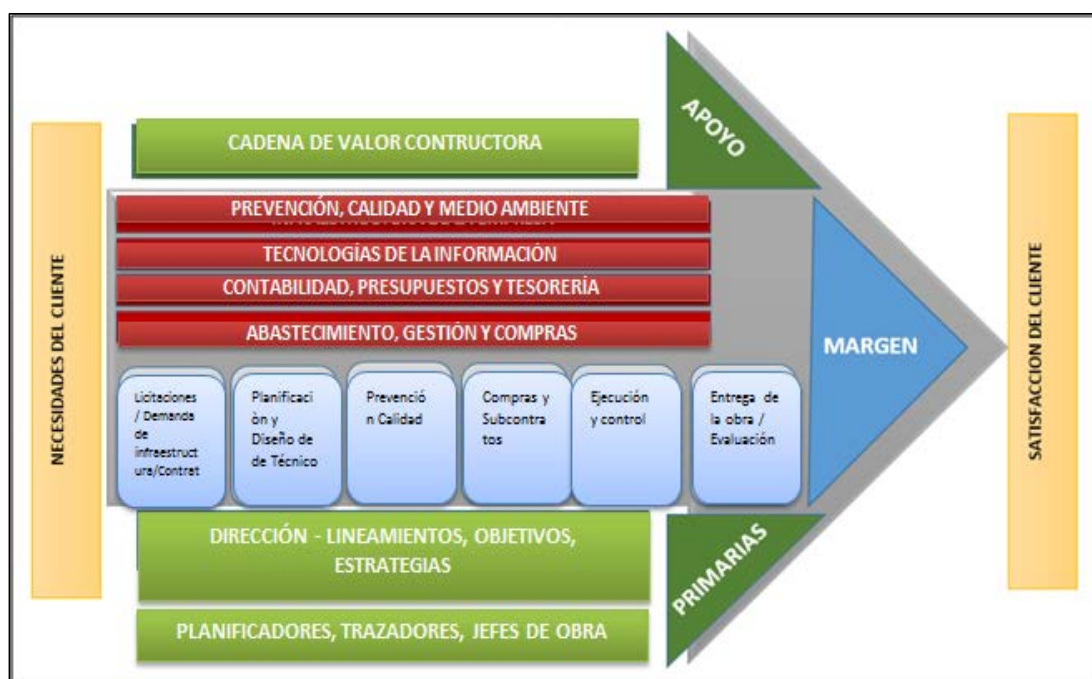 APOYO
CADENA DE VALOR CONTRUCTORA
NECESIDADES DEL CLIENTE
PREVENCIÓN, CALIDAD Y MEDIO AMBIENTE
TECNOLOGÍAS DE LA INFORMACIÓN
CONTABILIDAD, PRESUPUESTOS Y TESORERÍA
ABASTECIMIENTO, GESTIÓN Y COMPRAS
MARGEN
SATISFACCION DEL CLIENTE
Licitaciones
/ Demanda
de
infraestruct
ura/Contrat
Planificaci
òn y
Diseño de
de Técnico
Prevenció
n Calidad
Compras y
Subcontra
tos
Ejecución
y control
Entrega de
la obra /
Evaluación
DIRECCIÓN - LINEAMIENTOS, OBJETIVOS,
ESTRATEGIAS
PRIMARIAS
PLANIFICADORES, TRAZADORES, JEFES DE OBRA